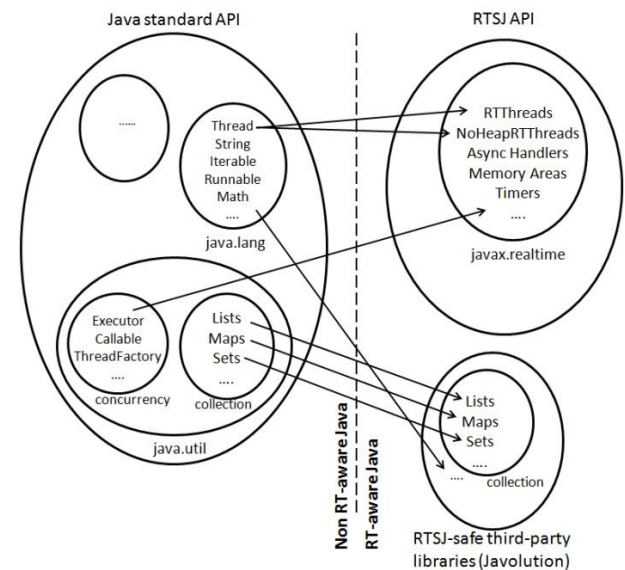 Java standard API
......
Thread
String
Iterable
Runnable
Math
....
java.lang
Executor
Callable
ThreadFactory
....
concurrency
Lists
Maps
Sets
....
collection
java.util
Non RT-aware Java
RT-aware Java
RTSJ API
RTThreads
NoHeapRTThreads
Async Handlers
Memory Areas
Timers
....
javax.realtime
Lists
Maps
Sets
....
.... collection
RTSJ-safe third-party
libraries (Javolution)